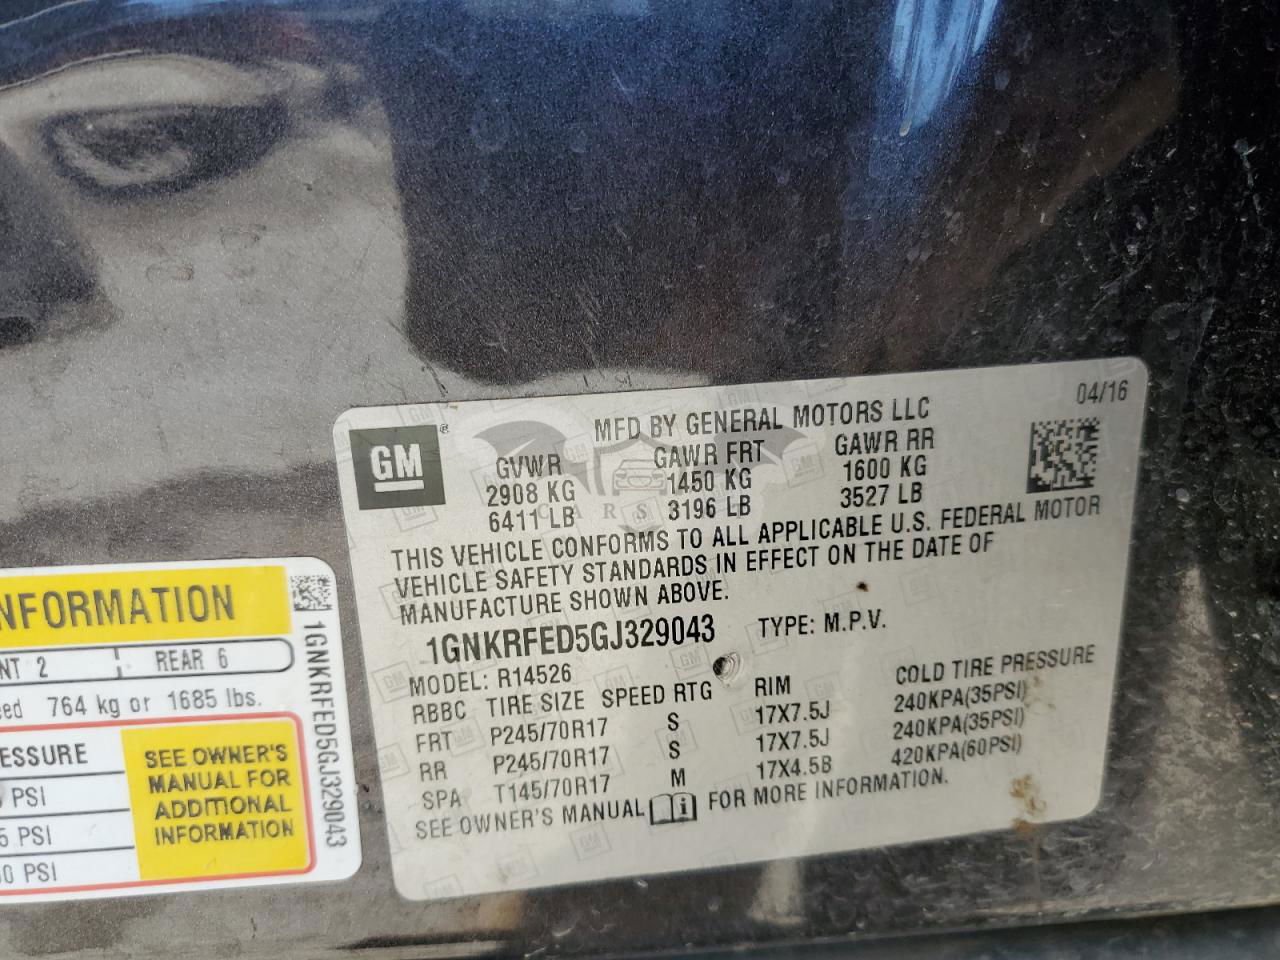 04/16
MFD BY GENERAL MOTORS LLC
GM
®
GVWR GAWR FRT GAWR RR
2908 KG 1450 KG 1600 KG
6411 LB 3196 LB 3527 LB
CARS
THIS VEHICLE CONFORMS TO ALL APPLICABLE U.S. FEDERAL MOTOR
VEHICLE SAFETY STANDARDS IN EFFECT ON THE DATE OF
MANUFACTURE SHOWN ABOVE.
1GNKRFED5GJ329043 TYPE: M.P.V.
MODEL: R14526
RBBC TIRE SIZE SPEED RTG RIM COLD TIRE PRESSURE
FRT P245/70R17 S 17X7.5J 240KPA(35PSI)
RR P245/70R17 S 17X7.5J 240KPA(35PSI)
SPA T145/70R17 M 17X4.5B 420KPA(60PSI)
SEE OWNER'S MANUAL i FOR MORE INFORMATION.
NFORMATION
NT 2 REAR 6
eed 764 kg or 1685 lbs.
ESSURE
PSI
5 PSI
0 PSI
SEE OWNER'S
MANUAL FOR
ADDITIONAL
INFORMATION
1GNKRFED5GJ329043